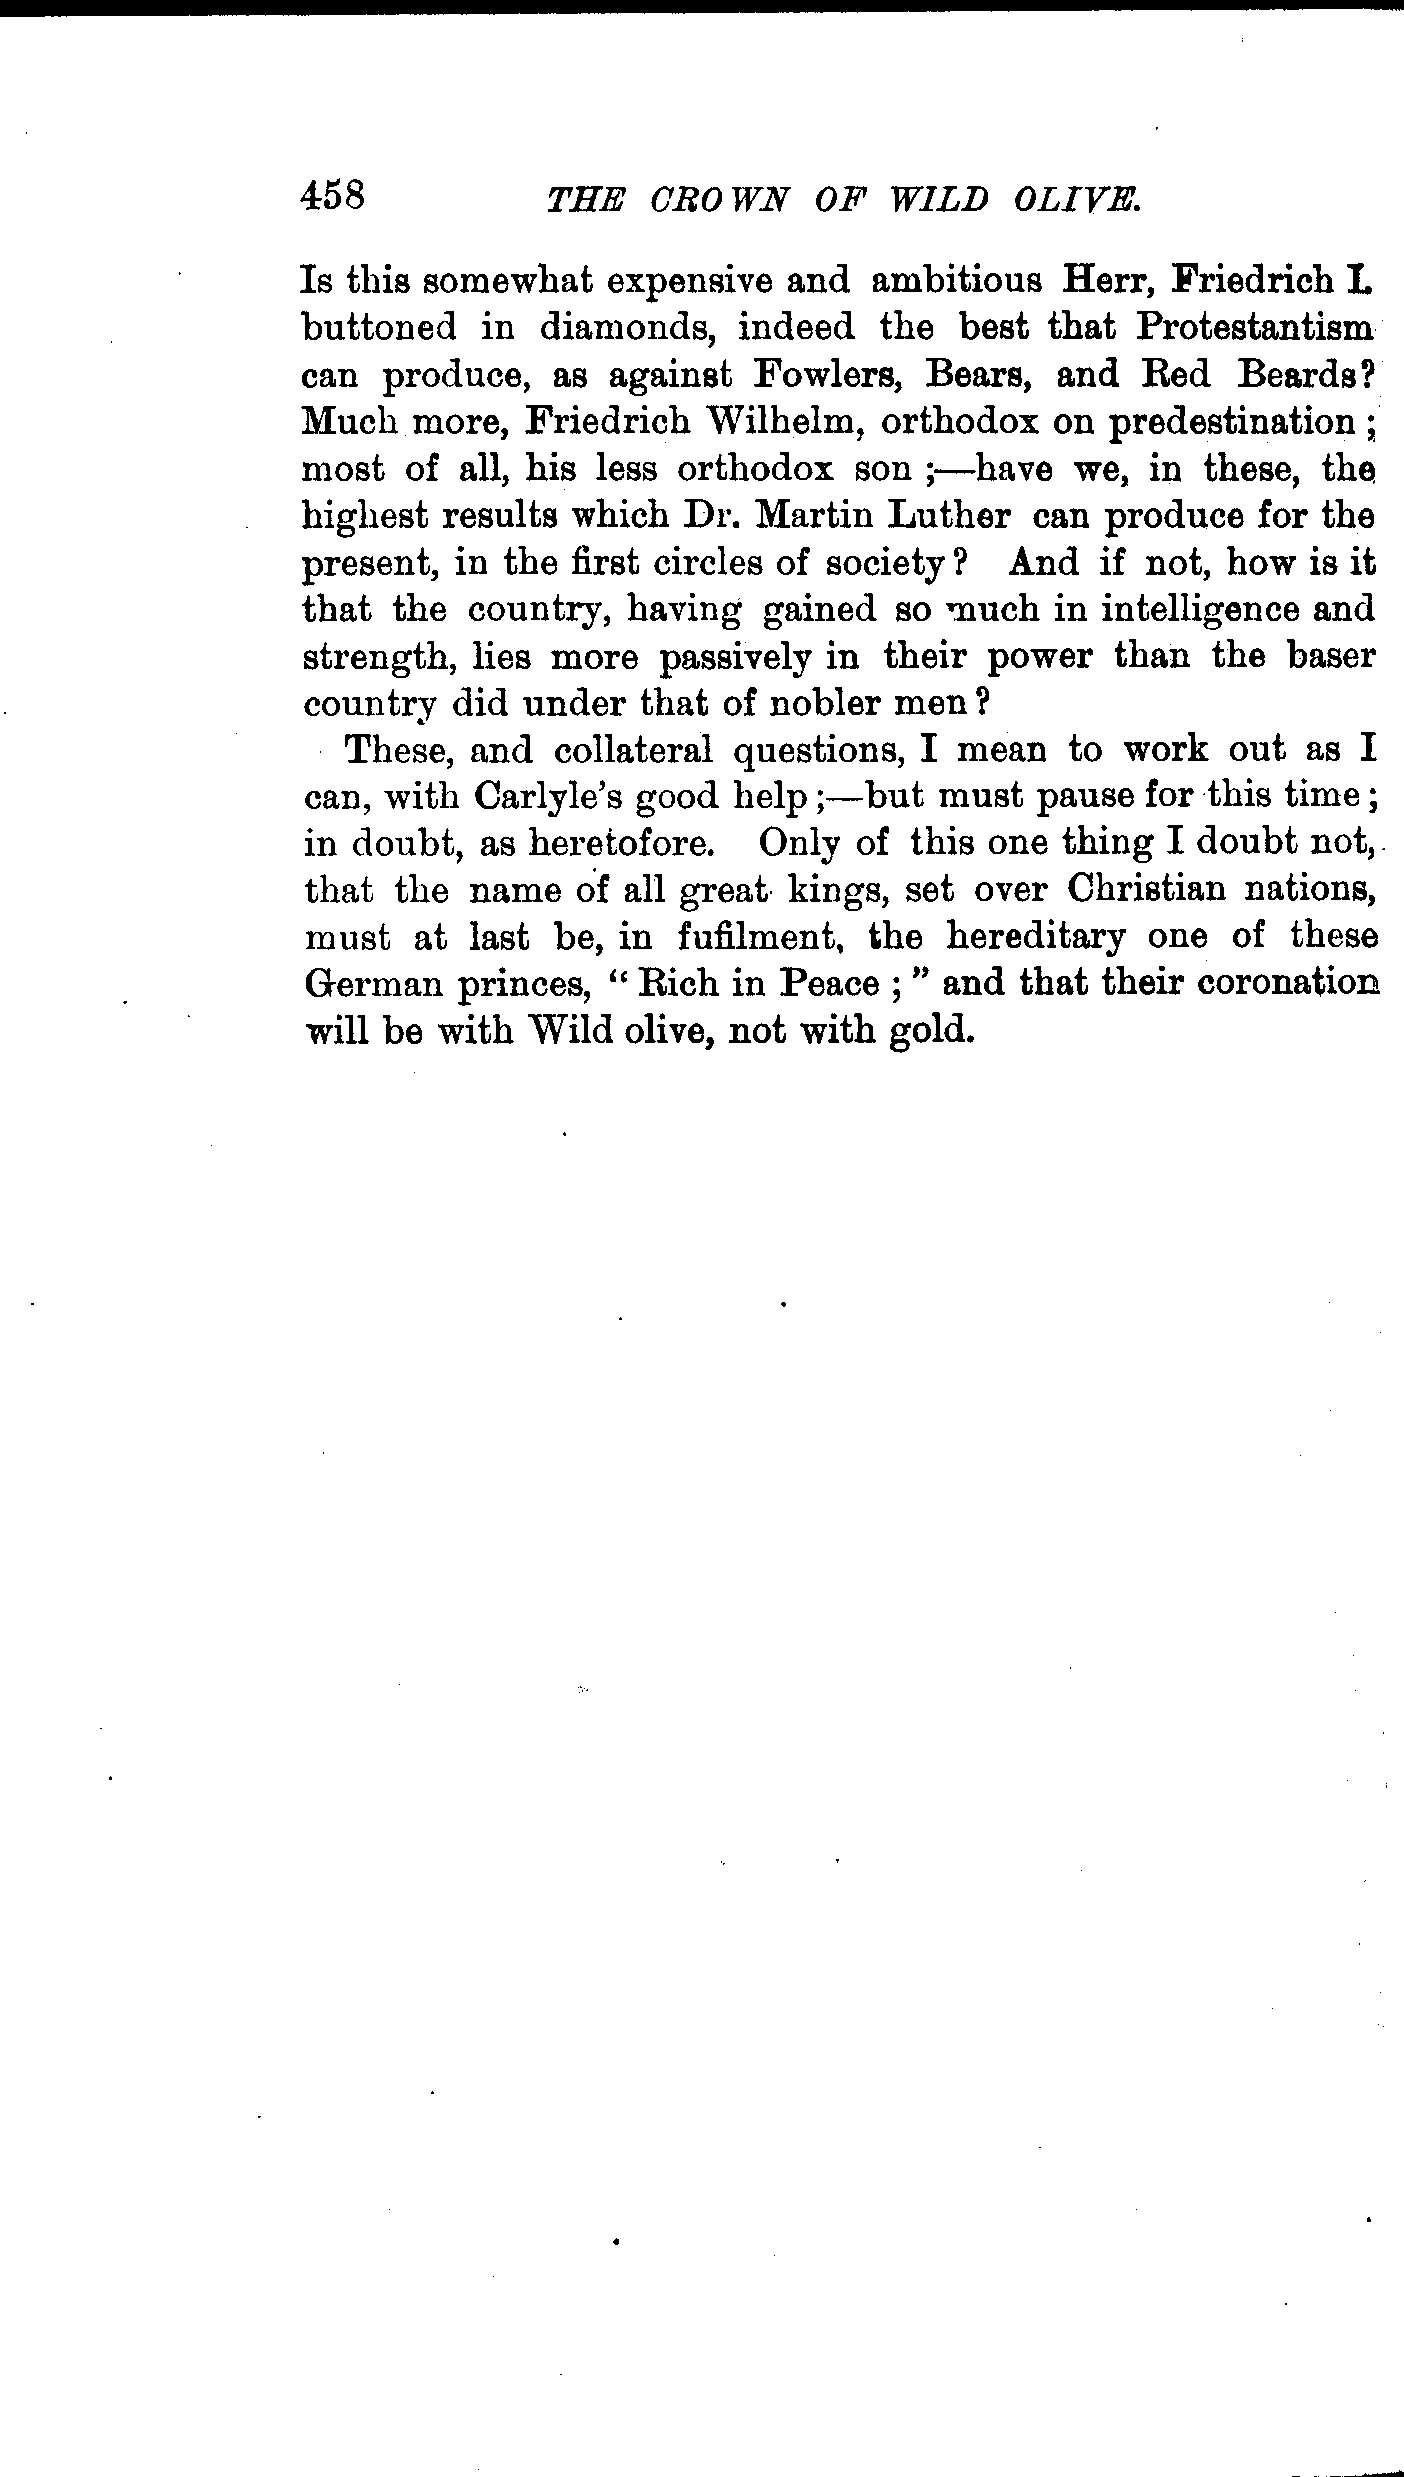 458 THE CROWN OF WILD OLIVE.
Is this somewhat expensive and ambitious Herr, Friedrich I.
buttoned in diamonds, indeed the best that Protestantism
can produce, as against Fowlers, Bears, and Red Beards?
Much more, Friedrich Wilhelm, orthodox on predestination ;
most of all, his less orthodox son ;—have we, in these, the
highest results which Dr. Martin Luther can produce for the
present, in the first circles of society? And if not, how is it
that the country, having gained so much in intelligence and
strength, lies more passively in their power than the baser
country did under that of nobler men?
These, and collateral questions, I mean to work out as I
can, with Carlyle's good help ;—but must pause for this time ;
in doubt, as heretofore. Only of this one thing I doubt not,
that the name of all great kings, set over Christian nations,
must at last be, in fufilment, the hereditary one of these
German princes, “ Rich in Peace ; ” and that their coronation
will be with Wild olive, not with gold.